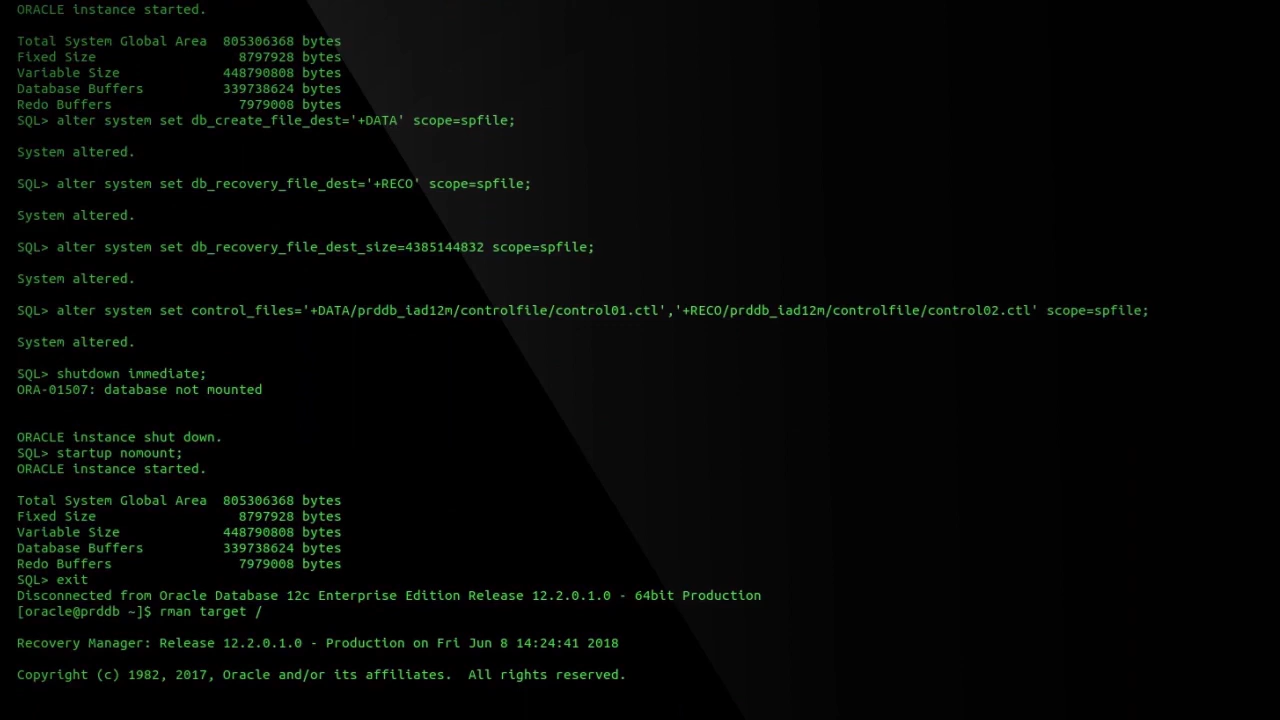 ORACLE instance started.
Total System Global Area  805306368 bytes
Fixed Size                  8797928 bytes
Variable Size             448790808 bytes
Database Buffers          339738624 bytes
Redo Buffers                7979008 bytes
SQL> alter system set db_create_file_dest='+DATA' scope=spfile;
System altered.
SQL> alter system set db_recovery_file_dest='+RECO' scope=spfile;
System altered.
SQL> alter system set db_recovery_file_dest_size=4385144832 scope=spfile;
System altered.
SQL> alter system set control_files='+DATA/prddb_iad12m/controlfile/control01.ctl','+RECO/prddb_iad12m/controlfile/control02.ctl' scope=spfile;
System altered.
SQL> shutdown immediate;
ORA-01507: database not mounted
ORACLE instance shut down.
SQL> startup nomount;
ORACLE instance started.
Total System Global Area  805306368 bytes
Fixed Size                  8797928 bytes
Variable Size             448790808 bytes
Database Buffers          339738624 bytes
Redo Buffers                7979008 bytes
SQL> exit
Disconnected from Oracle Database 12c Enterprise Edition Release 12.2.0.1.0 - 64bit Production
[oracle@prddb ~]$ rman target /
Recovery Manager: Release 12.2.0.1.0 - Production on Fri Jun 8 14:24:41 2018
Copyright (c) 1982, 2017, Oracle and/or its affiliates.  All rights reserved.